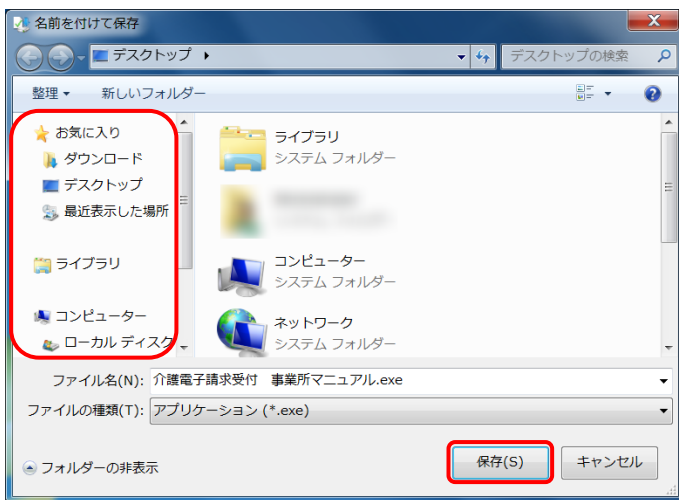 名前を付けて保存
デスクトップ
デスクトップの検索
整理
新しいフォルダー
お気に入り
ダウンロード
デスクトップ
最近表示した場所
ライブラリ
コンピューター
ローカル ディスク
ライブラリ
システム フォルダー
コンピューター
システム フォルダー
ネットワーク
システム フォルダー
ファイル名(N): 介護電子請求受付　事業所マニュアル.exe
ファイルの種類(T): アプリケーション (*.exe)
フォルダーの非表示
保存(S)
キャンセル